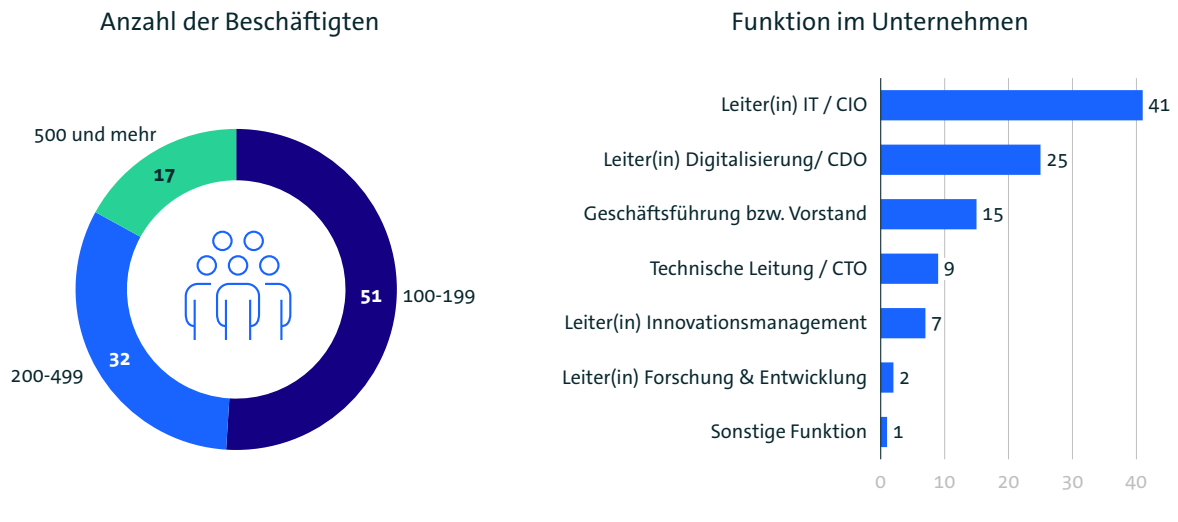 Anzahl der Beschäftigten
500 und mehr
17
51
100-199
32
200-499
Funktion im Unternehmen
Leiter(in) IT / CIO
41
Leiter(in) Digitalisierung/ CDO
25
Geschäftsführung bzw. Vorstand
15
Technische Leitung / CTO
9
Leiter(in) Innovationsmanagement
7
Leiter(in) Forschung & Entwicklung
2
Sonstige Funktion
1
0 10 20 30 40